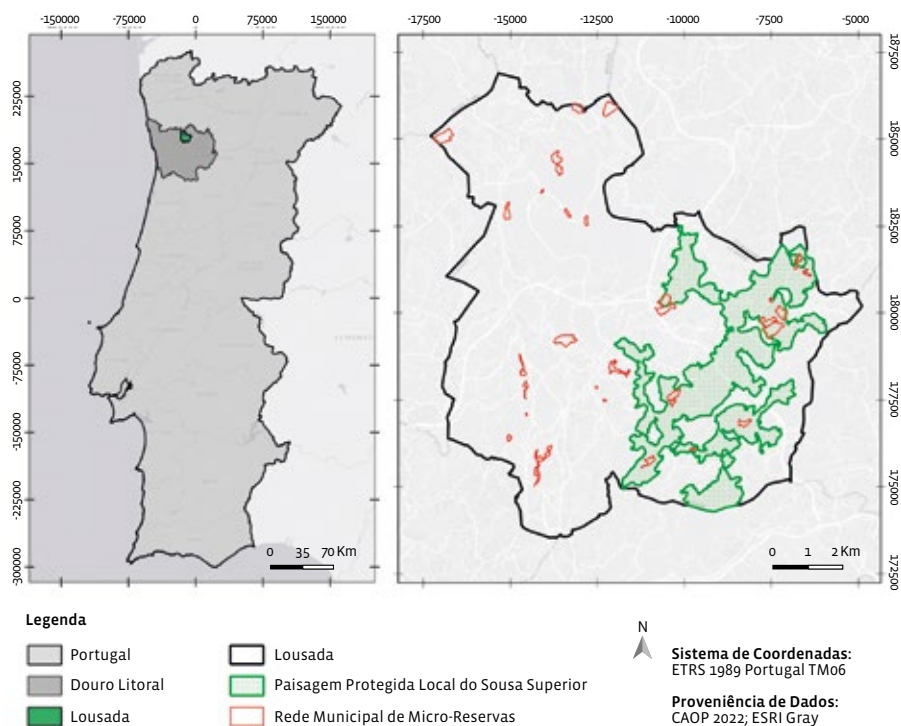 -150000 -75000 0 75000 150000
-17500 -15000 -12500 -10000 -7500 -5000
225000
150000
75000
0
-75000
-150000
-225000
-300000
187500
185000
182500
180000
177500
175000
172500
0 35 70 Km
0 1 2 Km
Legenda
Portugal
Douro Litoral
Lousada
Lousada
Paisagem Protegida Local do Sousa Superior
Rede Municipal de Micro-Reservas
N
Sistema de Coordenadas:
ETRS 1989 Portugal TM06
Proveniência de Dados:
CAOP 2022; ESRI Gray